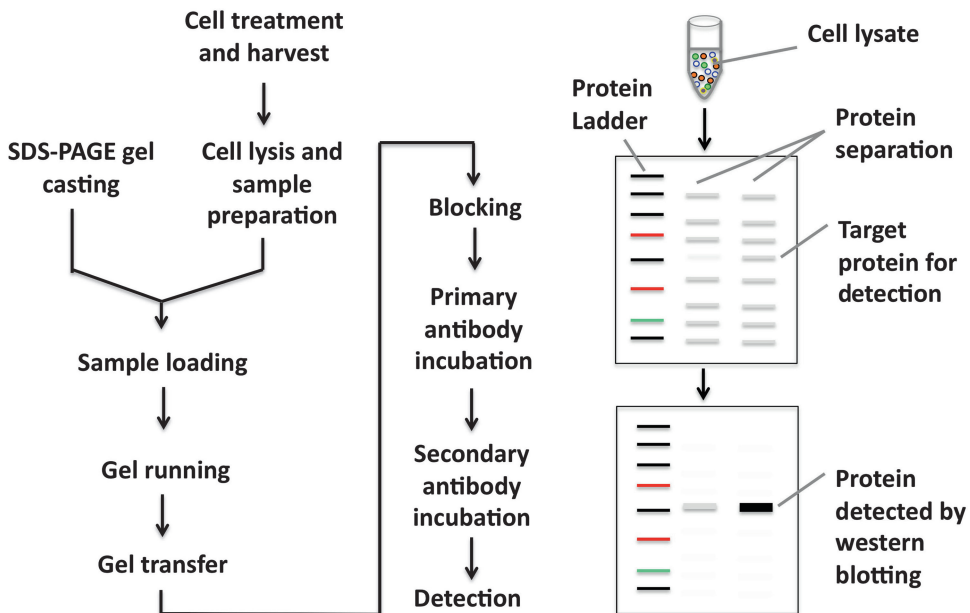 Cell treatment
and harvest
SDS-PAGE gel
casting
Cell lysis and
sample
preparation
Sample loading
Gel running
Gel transfer
Blocking
Primary
antibody
incubation
Secondary
antibody
incubation
Detection
Cell lysate
Protein
Ladder
Protein
separation
Target
protein for
detection
Protein
detected by
western
blotting